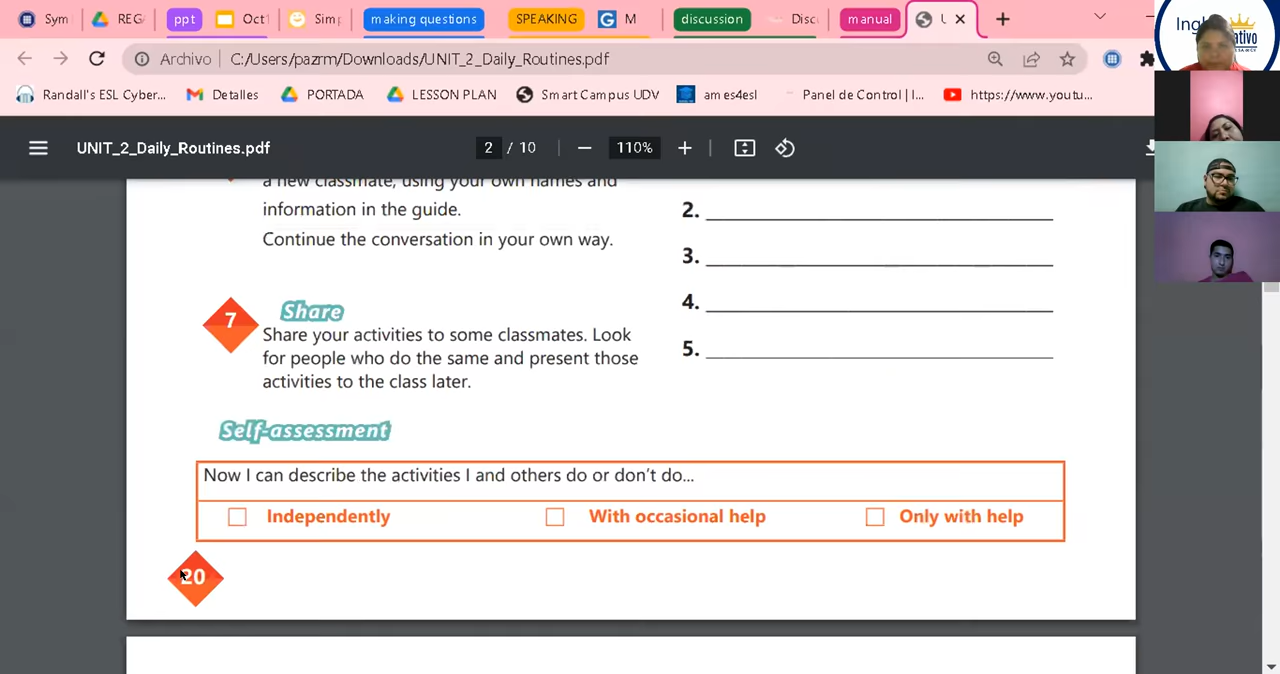 Sym
REG
ppt
Oct
Sim
making questions
SPEAKING
M
discussion
Disc
manual
Archivo
C:/Users/pazrm/Downloads/UNIT_2_Daily_Routines.pdf
Randall's ESL Cyber...
Detalles
PORTADA
LESSON PLAN
Smart Campus UDV
am es4esl
Panel de Control | I...
https://www.youtu...
UNIT_2_Daily_Routines.pdf
2 / 10
110%
a new classmate, using your own names and
information in the guide.
Continue the conversation in your own way.
2.
3.
4.
5.
7
Share
Share your activities to some classmates. Look
for people who do the same and present those
activities to the class later.
Self-assessment
Now I can describe the activities I and others do or don't do...
Independently
With occasional help
Only with help
20